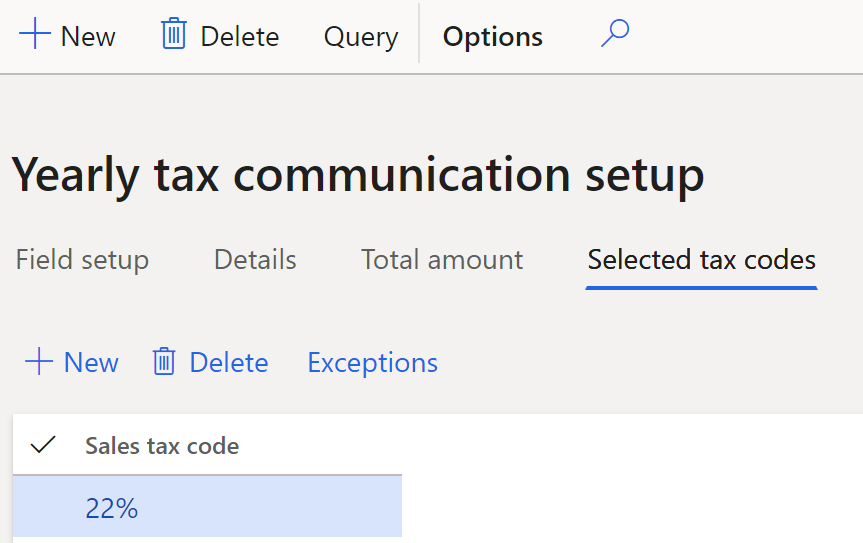 New Delete Query Options
Yearly tax communication setup
Field setup Details Total amount Selected tax codes
New Delete Exceptions
Sales tax code
22%